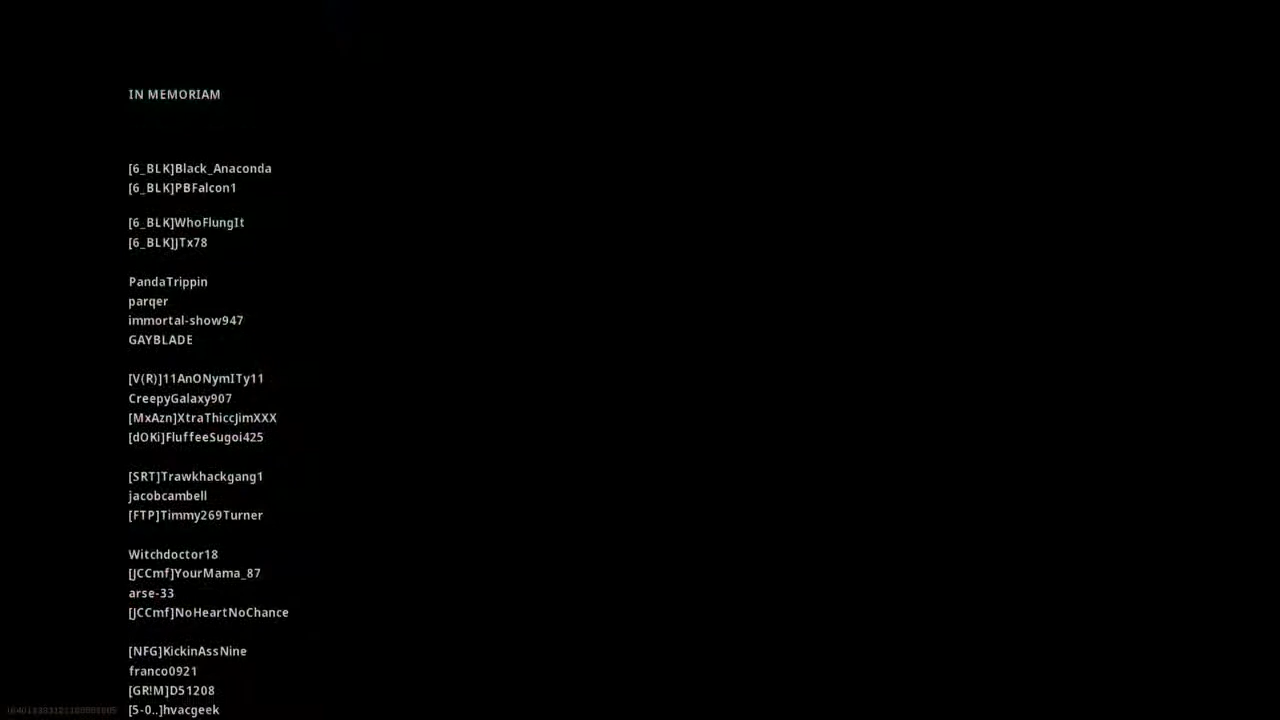 IN MEMORIAM
[6_BLK]Black_Anaconda
[6_BLK]PBFalcon1
[6_BLK]WhoFlungIt
[6_BLK]JTx78
PandaTrippin
parqer
immortal-show947
GAYBLADE
[V(R)]11AnONymITy11
CreepyGalaxy907
[MxAzn]XtraThiccJimXXX
[dOKi]FluffeeSugoi425
[SRT]Trawkhackgang1
jacobcambell
[FTP]Timmy269Turner
Witchdoctor18
[JCCmf]YourMama_87
arse-33
[JCCmf]NoHeartNoChance
[NFG]KickinAssNine
franco0921
[GR!M]D51208
[5-0..]hvacgeek